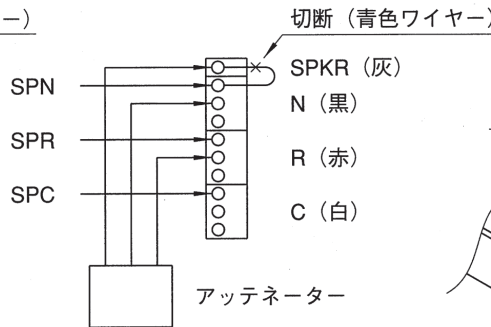 ー)
切断（青色ワイヤー）
SPKR（灰）
SPN
N（黒）
SPR
R（赤）
SPC
C（白）
アッテネーター